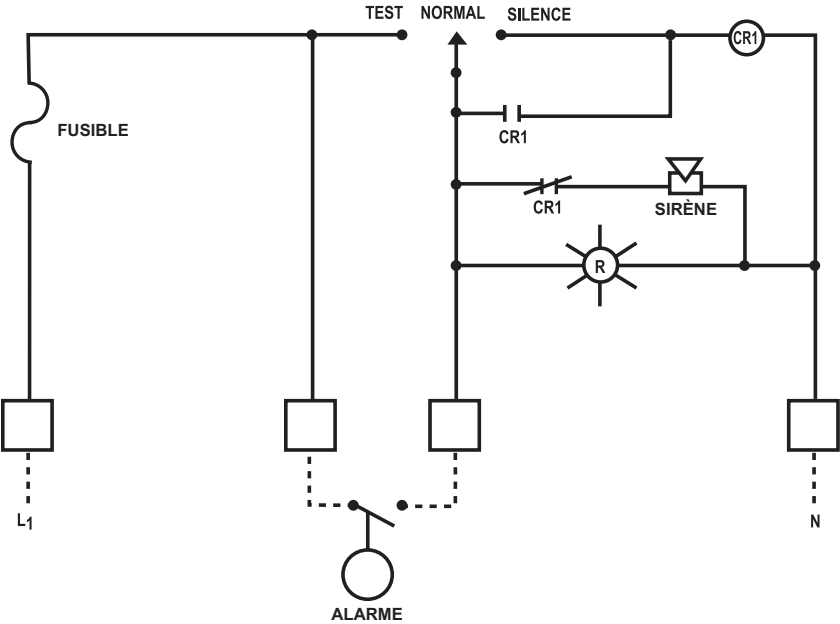 TEST NORMAL SILENCE
CR1
FUSIBLE
CR1
CR1
SIRÈNE
R
L1
N
ALARME